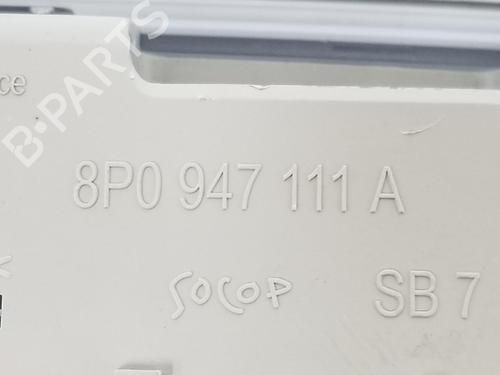 B-PARTS
ce
8P0 947 111 A
SOCOP
SB 7